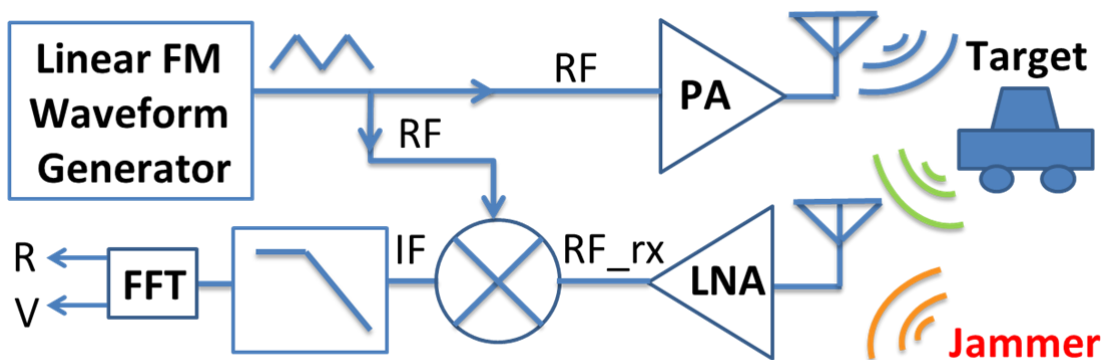 Linear FM
Waveform
Generator
RF
RF
PA
Target
R
V
FFT
IF
RF_rx
LNA
Jammer